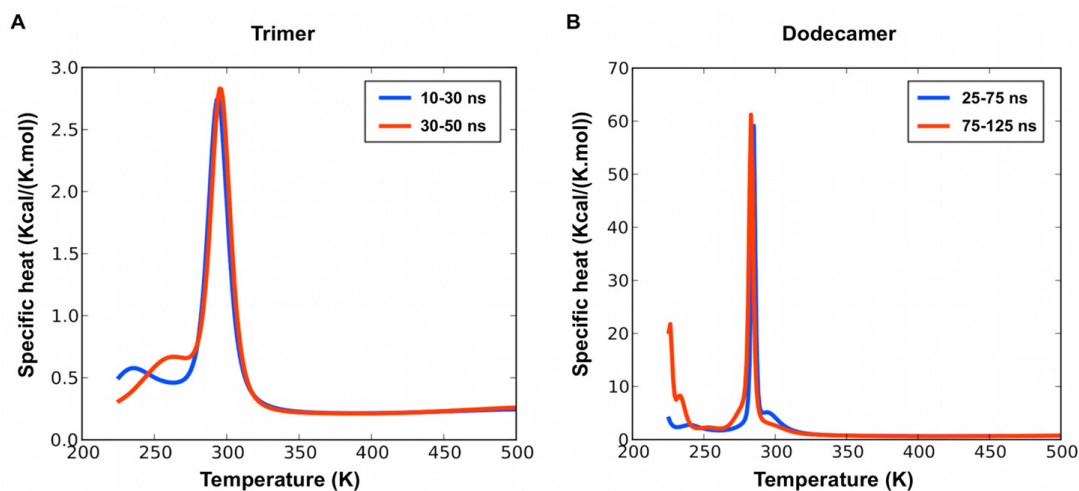 A
Trimer
Specific heat (Kcal/(K.mol))
3.0
2.5
2.0
1.5
1.0
0.5
0.0
10-30 ns
30-50 ns
200 250 300 350 400 450 500
Temperature (K)
B
Dodecamer
Specific heat (Kcal/(K.mol))
70
60
50
40
30
20
10
0
25-75 ns
75-125 ns
200 250 300 350 400 450 500
Temperature (K)